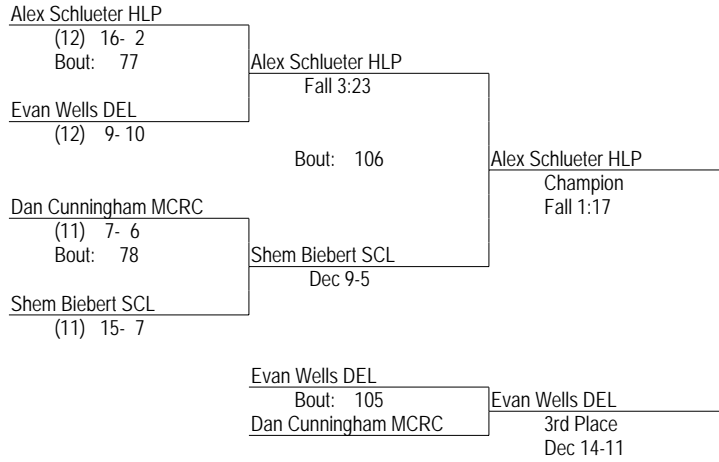 Alex Schlueter HLP
(12) 16- 2
Bout: 77
Evan Wells DEL
(12) 9- 10
Alex Schlueter HLP
Fall 3:23
Bout: 106
Dan Cunningham MCRC
(11) 7- 6
Bout: 78
Shem Biebert SCL
(11) 15- 7
Shem Biebert SCL
Dec 9-5
Alex Schlueter HLP
Champion
Fall 1:17
Evan Wells DEL
Bout: 105
Dan Cunningham MCRC
Evan Wells DEL
3rd Place
Dec 14-11